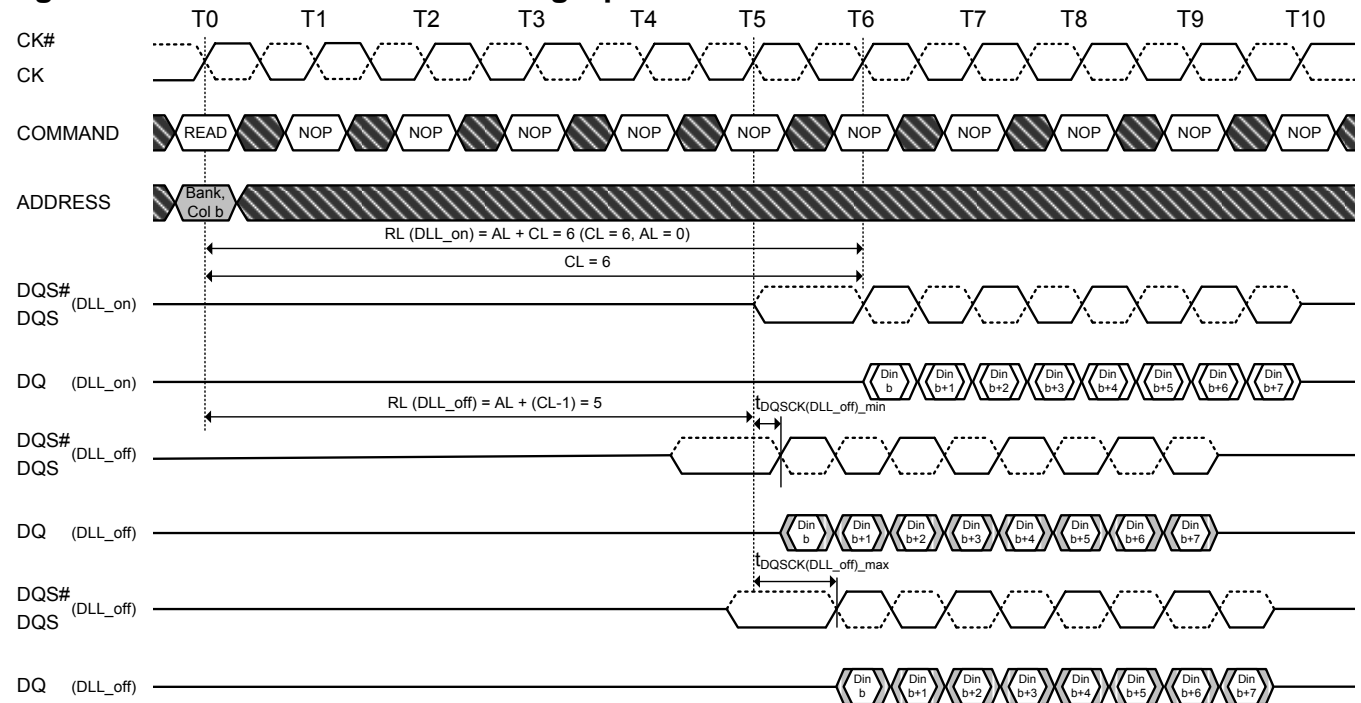 T0 T1 T2 T3 T4 T5 T6 T7 T8 T9 T10
CK#
CK
COMMAND READ NOP NOP NOP NOP NOP NOP NOP NOP NOP NOP
ADDRESS Bank,
Col b
RL (DLL_on) = AL + CL = 6 (CL = 6, AL = 0)
CL = 6
DQS# (DLL_on)
DQS
DQ (DLL_on) Din Din Din Din Din Din Din Din
b b+1 b+2 b+3 b+4 b+5 b+6 b+7
RL (DLL_off) = AL + (CL-1) = 5 tDQSCK(DLL_off)_min
DQS# (DLL_off)
DQS
DQ (DLL_off) Din Din Din Din Din Din Din Din
b b+1 b+2 b+3 b+4 b+5 b+6 b+7
tDQSCK(DLL_off)_max
DQS# (DLL_off)
DQS
DQ (DLL_off) Din Din Din Din Din Din Din Din
b b+1 b+2 b+3 b+4 b+5 b+6 b+7